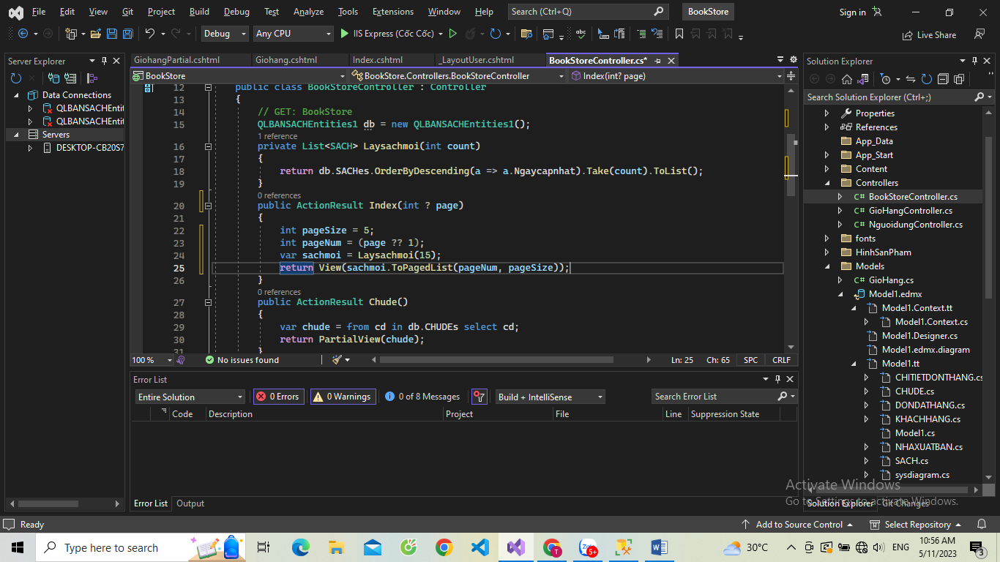 File Edit View Git Project Build Debug Test Analyze Tools Extensions Window Help Search (Ctrl+Q) BookStore Sign in
Debug Any CPU IIS Express (Cốc Cốc) Live Share
Server Explorer
Data Connections
QLBANSACHEntit
QLBANSACHEntit
Servers
DESKTOP-CB20S7
GiohangPartial.cshtml Giohang.cshtml Index.cshtml _LayoutUser.cshtml BookStoreController.cs*
BookStore BookStore.Controllers.BookStoreController Index(int? page)
12 public class BookStoreController : Controller
13 {
14 // GET: BookStore
15 QLBANSACHEntities1 db = new QLBANSACHEntities1();
1 reference
16 private List<SACH> Laysachmoi(int count)
17 {
18 return db.SACHes.OrderByDescending(a => a.Ngaycapnhat).Take(count).ToList();
19 }
0 references
20 public ActionResult Index(int ? page)
21 {
22 int pageSize = 5;
23 int pageNum = (page ?? 1);
24 var sachmoi = Laysachmoi(15);
25 return View(sachmoi.ToPagedList(pageNum, pageSize));
26 }
0 references
27 public ActionResult Chude()
28 {
29 var chude = from cd in db.CHUDEs select cd;
30 return PartialView(chude);
31 }
100 % No issues found Ln: 25 Ch: 65 SPC CRLF
Error List
Entire Solution 0 Errors 0 Warnings 0 of 8 Messages Build + IntelliSense Search Error List
Code Description Project File Line Suppression State
Error List Output
Solution Explorer
Search Solution Explorer (Ctrl+;)
Properties
References
App_Data
App_Start
Content
Controllers
C# BookStoreController.cs
C# GioHangController.cs
C# NguoidungController.cs
fonts
HinhSanPham
Models
C# GioHang.cs
Model1.edmx
Model1.Context.tt
Model1.Context.cs
Model1.Designer.cs
Model1.edmx.diagram
Model1.tt
CHITIETDONTHANG.cs
CHUDE.cs
DONDATHANG.cs
KHACHHANG.cs
Model1.cs
NHAXUATBAN.cs
SACH.cs
sysdiagram.cs
Activate Windows
Go to Settings to activate Windows.
Solution Explorer Git Changes
Ready Add to Source Control Select Repository
Type here to search 30°C ENG 10:56 AM
5/11/2023 3
5+
T